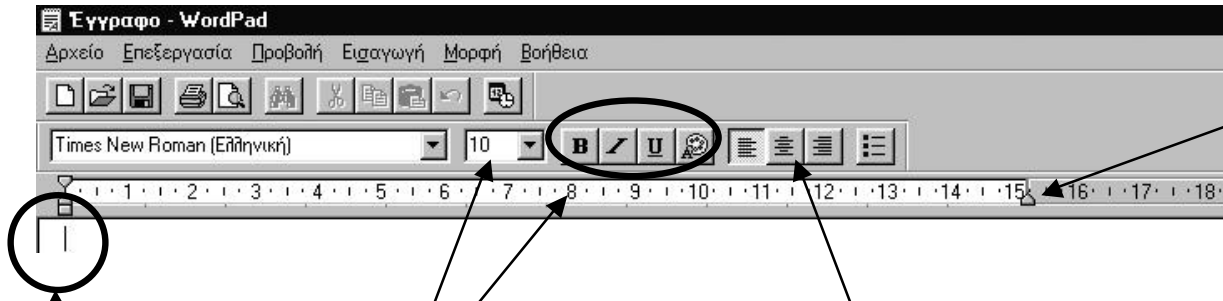 Έγγραφο - WordPad
Αρχείο Επεξεργασία Προβολή Εισαγωγή Μορφή Βοήθεια
Times New Roman (Ελληνική) 10 B I U
1 2 3 4 5 6 7 8 9 10 11 12 13 14 15 16 17 18